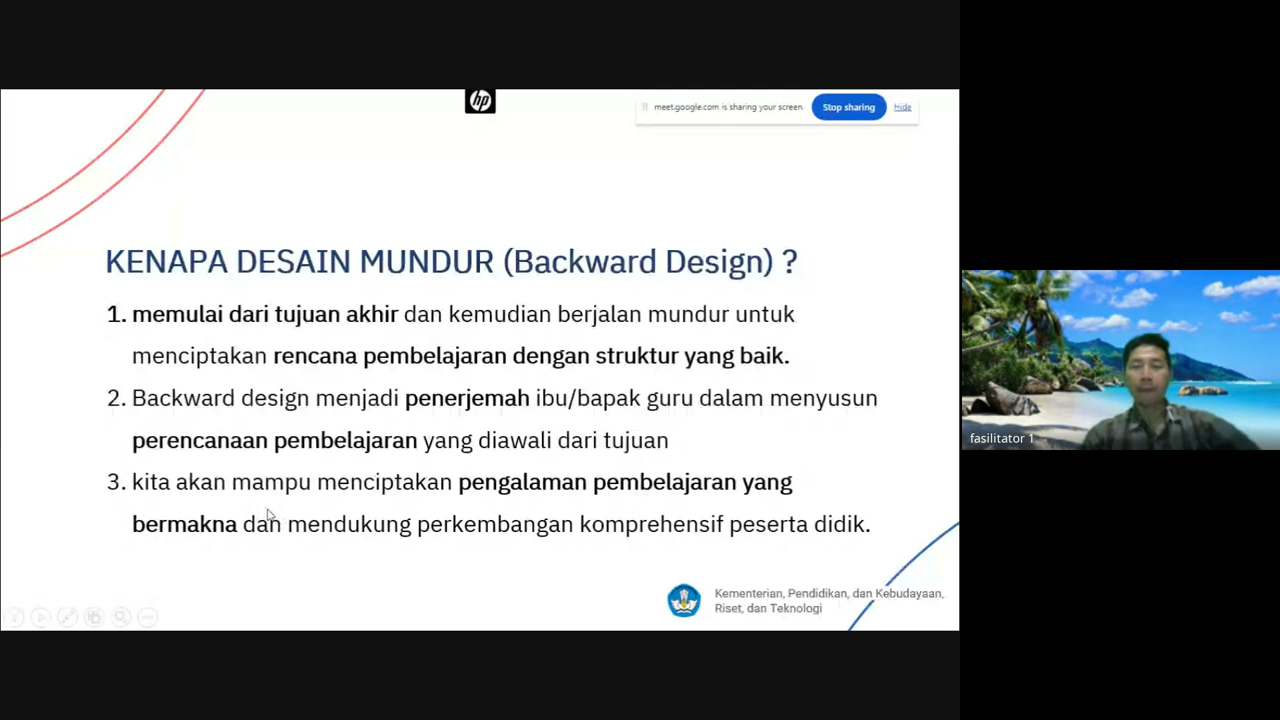 hp
meet.google.com is sharing your screen.
Stop sharing
Hide
KENAPA DESAIN MUNDUR (Backward Design) ?
1. memulai dari tujuan akhir dan kemudian berjalan mundur untuk
menciptakan rencana pembelajaran dengan struktur yang baik.
2. Backward design menjadi penerjemah ibu/bapak guru dalam menyusun
perencanaan pembelajaran yang diawali dari tujuan
3. kita akan mampu menciptakan pengalaman pembelajaran yang
bermakna dan mendukung perkembangan komprehensif peserta didik.
fasilitator 1
Kementerian, Pendidikan, dan Kebudayaan,
Riset, dan Teknologi